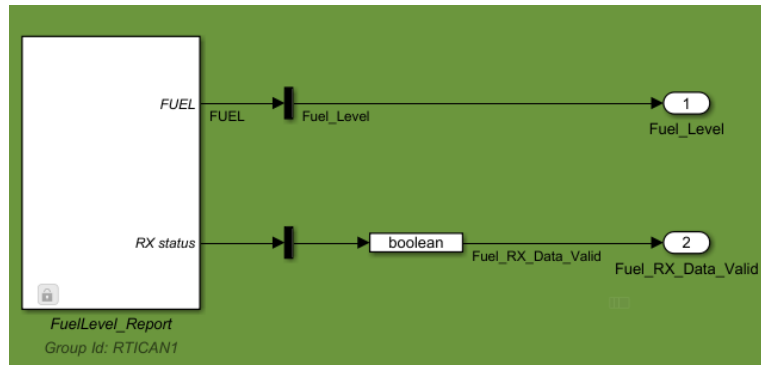 FUEL
FUEL
Fuel_Level
1
Fuel_Level
RX status
boolean
Fuel_RX_Data_Valid
2
Fuel_RX_Data_Valid
FuelLevel_Report
Group Id: RTICAN1